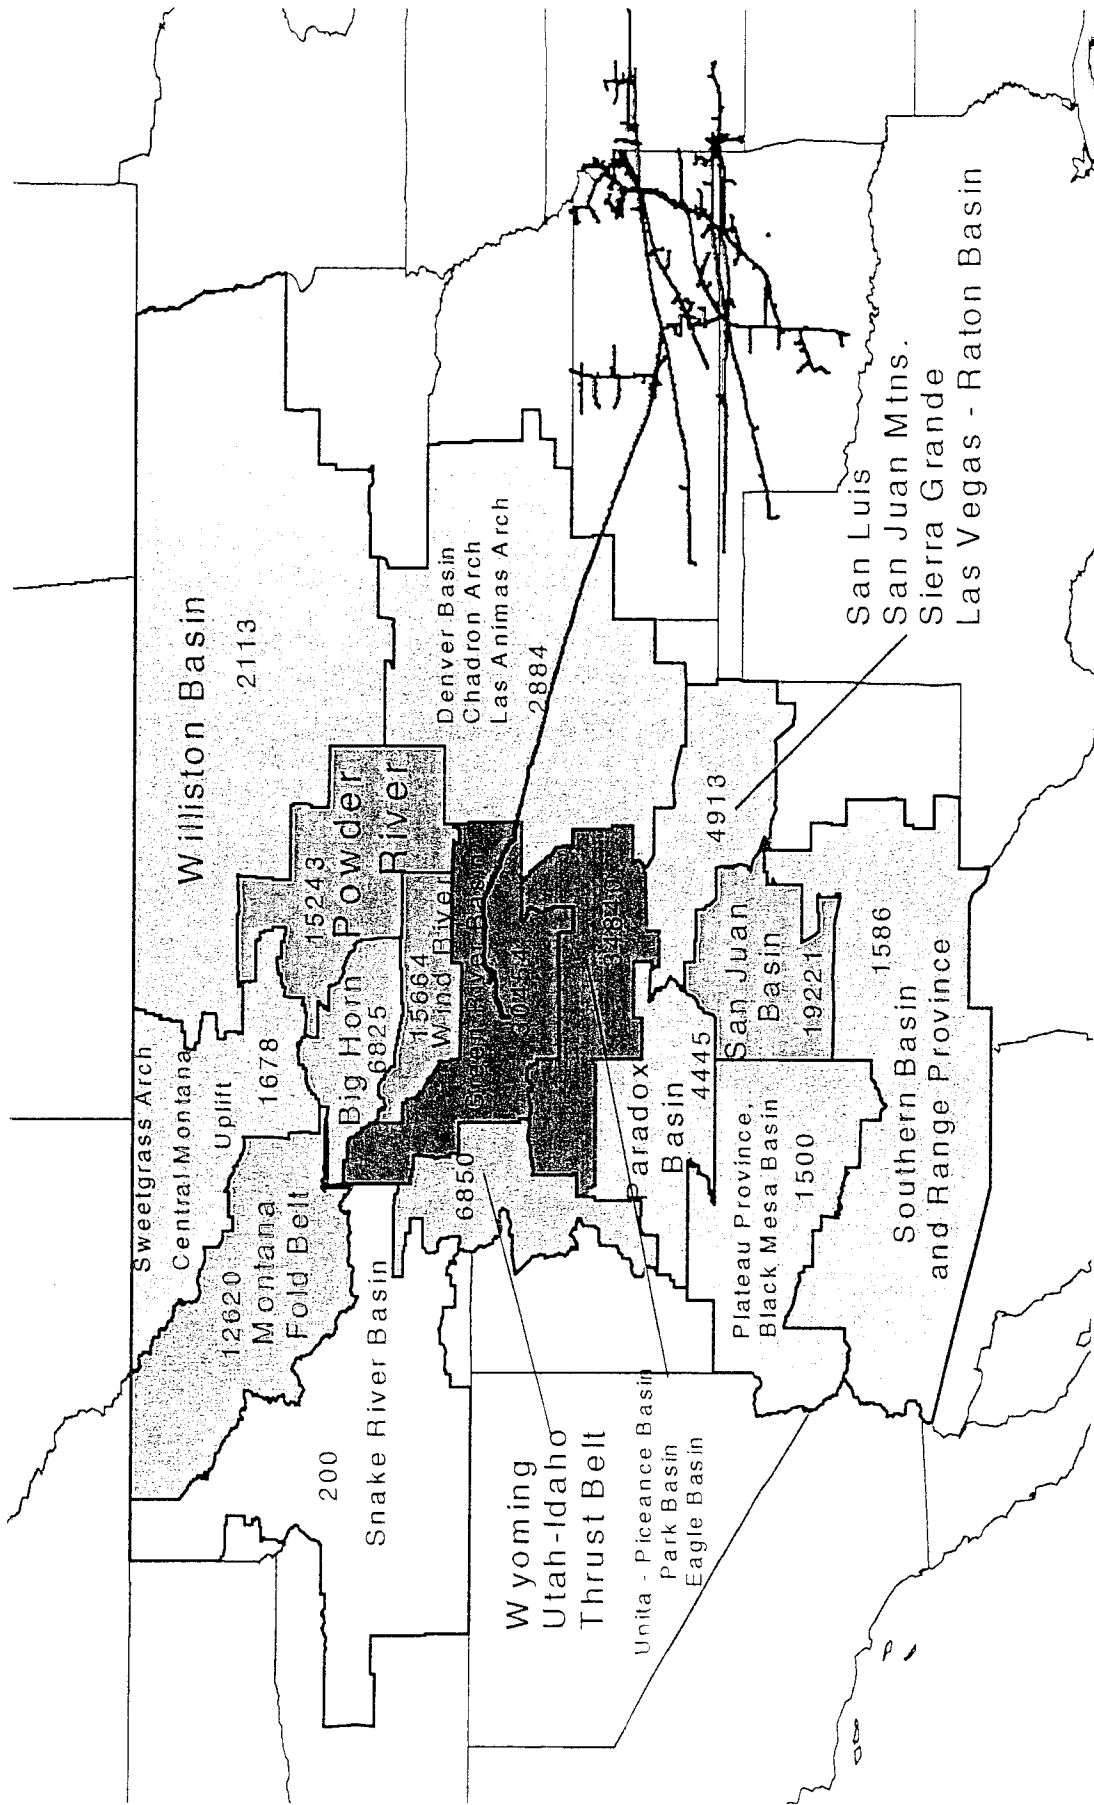 Sweetgrass Arch
Central Montana
Uplift
1678
Williston Basin
2113
12620
Montana
Fold Belt
15243
Powder
River
Big Horn
6825
15664
Wind River
Green River Basin
200
Snake River Basin
6850
Wyoming
Utah-Idaho
Thrust Belt
Denver Basin
Chadron Arch
Las Animas Arch
2884
Unita - Piceance Basin
Park Basin
Eagle Basin
Paradox
Basin
4445
4913
San Luis
San Juan Mtns.
Sierra Grande
Las Vegas - Raton Basin
San Juan
Basin
19221
Plateau Province,
Black Mesa Basin
1500
1586
Southern Basin
and Range Province